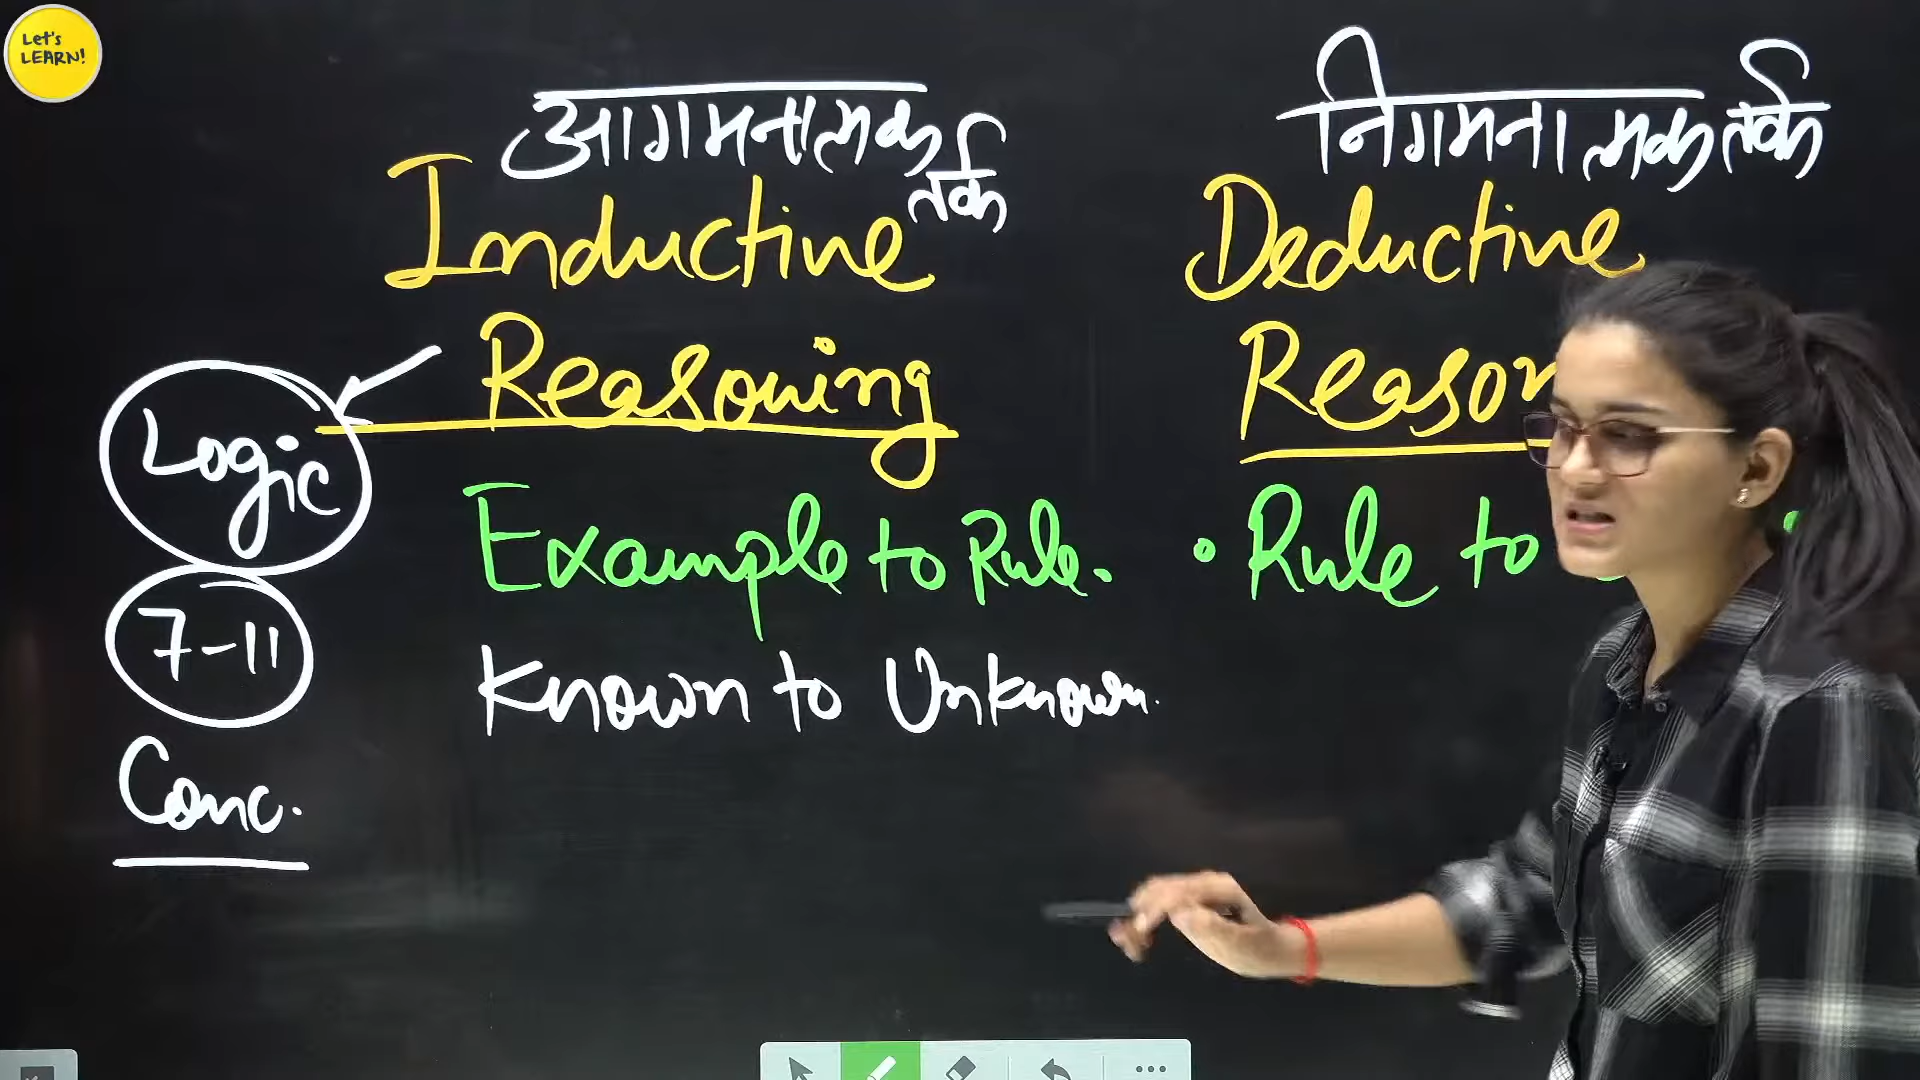 Let's
LEARN!
आगमनात्मक
तर्क
Inductive
Reasoning
Example to Rule.
Known to Unknown.
Logic
7-11
Conc.
निगमनात्मक तर्क
Deductive
Reason
• Rule to